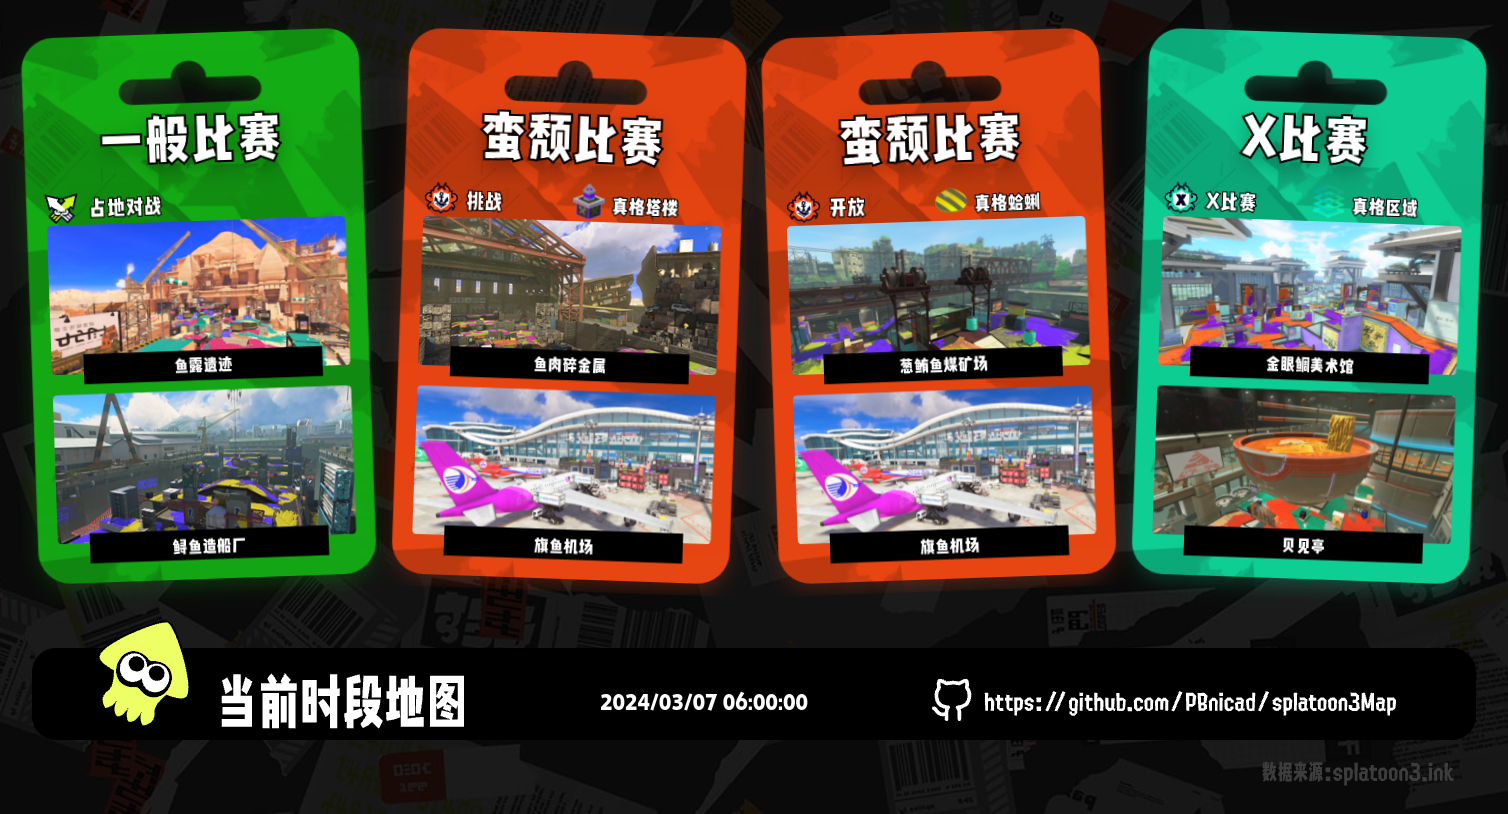 一般比赛
占地对战
鱼露遗迹
鲟鱼造船厂
蛮颓比赛
挑战
真格塔楼
鱼肉碎金属
旗鱼机场
蛮颓比赛
开放
真格蛤蜊
葱鲔鱼煤矿场
旗鱼机场
X比赛
X比赛
真格区域
金眼鲷美术馆
贝见亭
当前时段地图
2024/03/07 06:00:00
https://github.com/PBnicad/splatoon3Map
数据来源:splatoon3.ink